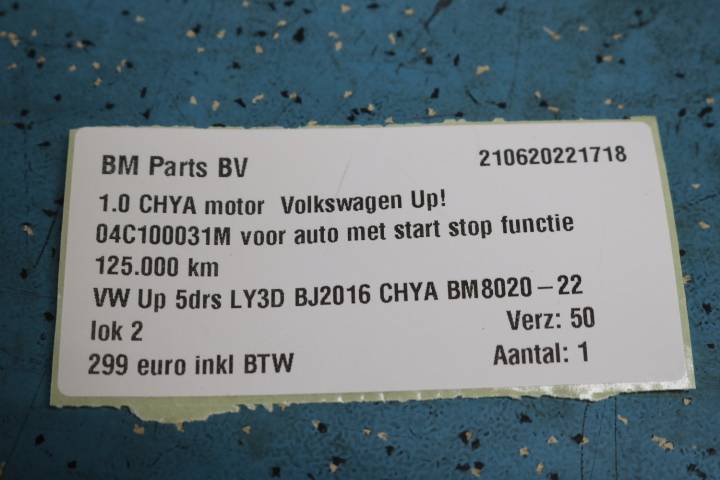 BM Parts BV 210620221718
1.0 CHYA motor Volkswagen Up!
04C100031M voor auto met start stop functie
125.000 km
VW Up 5drs LY3D BJ2016 CHYA BM8020-22
lok 2 Verz: 50
299 euro inkl BTW Aantal: 1